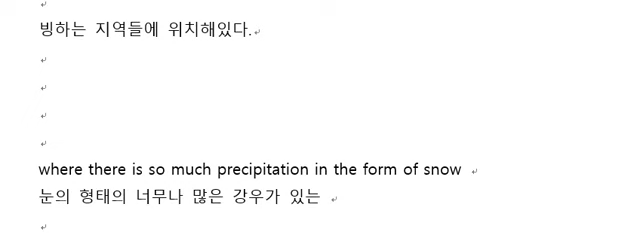 빙하는 지역들에 위치해있다.
where there is so much precipitation in the form of snow
눈의 형태의 너무나 많은 강우가 있는